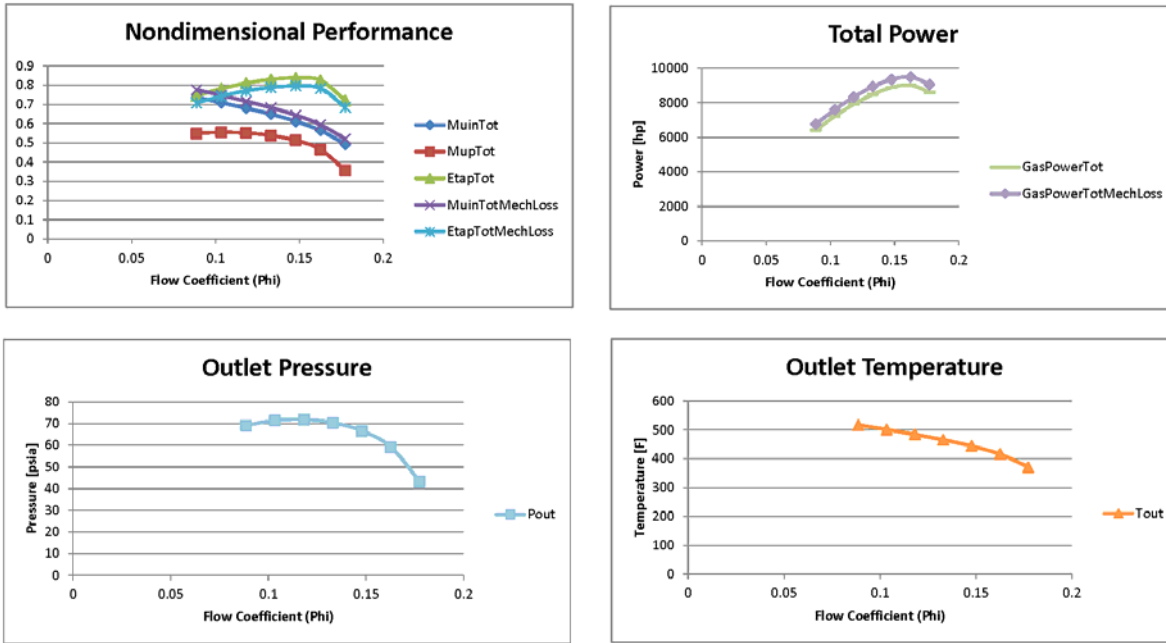 Nondimensional Performance
0.9
0.8
0.7
0.6
0.5
0.4
0.3
0.2
0.1
0
0
0.05
0.1
0.15
0.2
Flow Coefficient (Phi)
MuinTot
MupTot
EtapTot
MuinTotMechLoss
EtapTotMechLoss
Total Power
Power [hp]
10000
8000
6000
4000
2000
0
0
0.05
0.1
0.15
0.2
Flow Coefficient (Phi)
GasPowerTot
GasPowerTotMechLoss
Outlet Pressure
Pressure [psia]
80
70
60
50
40
30
20
10
0
0
0.05
0.1
0.15
0.2
Flow Coefficient (Phi)
Pout
Outlet Temperature
Temperature [F]
600
500
400
300
200
100
0
0
0.05
0.1
0.15
0.2
Flow Coefficient (Phi)
Tout